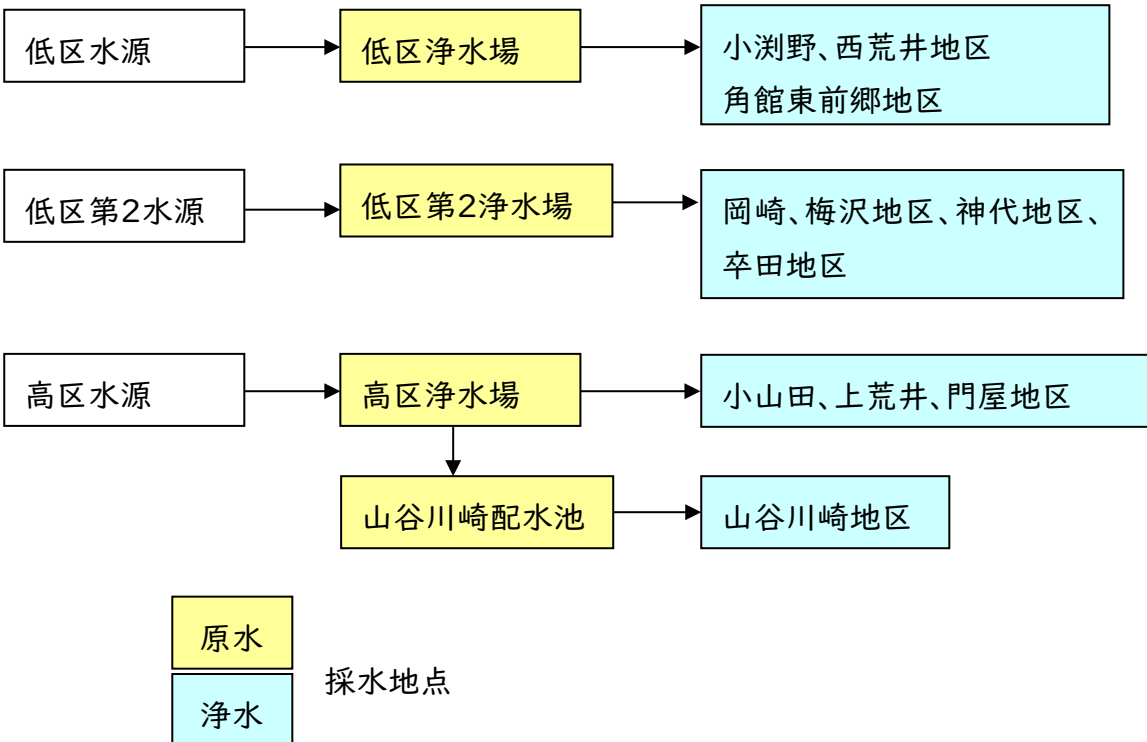 低区水源
低区浄水場
小渕野、西荒井地区
角館東前郷地区
低区第2水源
低区第2浄水場
岡崎、梅沢地区、神代地区、
卒田地区
高区水源
高区浄水場
小山田、上荒井、門屋地区
山谷川崎配水池
山谷川崎地区
原水
採水地点
浄水